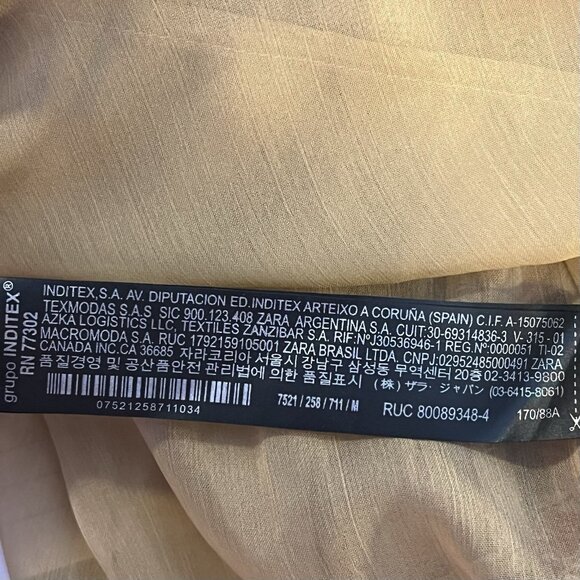 grupo INDITEX®
RN 77302
INDITEX,S.A. AV. DIPUTACION ED.INDITEX ARTEIXO A CORUÑA (SPAIN) C.I.F. A-15075062
TEXMODAS S.A.S SIC 900.123.408 ZARA ARGENTINA S.A. CUIT:30-69314836-3 V- 315 -01
AZKA LOGISTICS LLC, TEXTILES ZANZIBAR S.A. RIF:NºJ30536946-1 REG Nº:0000051 TI-02
MACROMODA S.A. RUC 1792159105001 ZARA BRASIL LTDA. CNPJ:02952485000491 ZARA
CANADA INC.CA 36685 자라코리아 서울시 강남구 삼성동 무역센터 20층 02-3413-9800
품질경영 및 공산품안전 관리법에 의한 품질표시 (株) ザラ・ジャパン (03-6415-8061)
07521258711034
7521 / 258 / 711 / M
RUC 80089348-4
170/88A